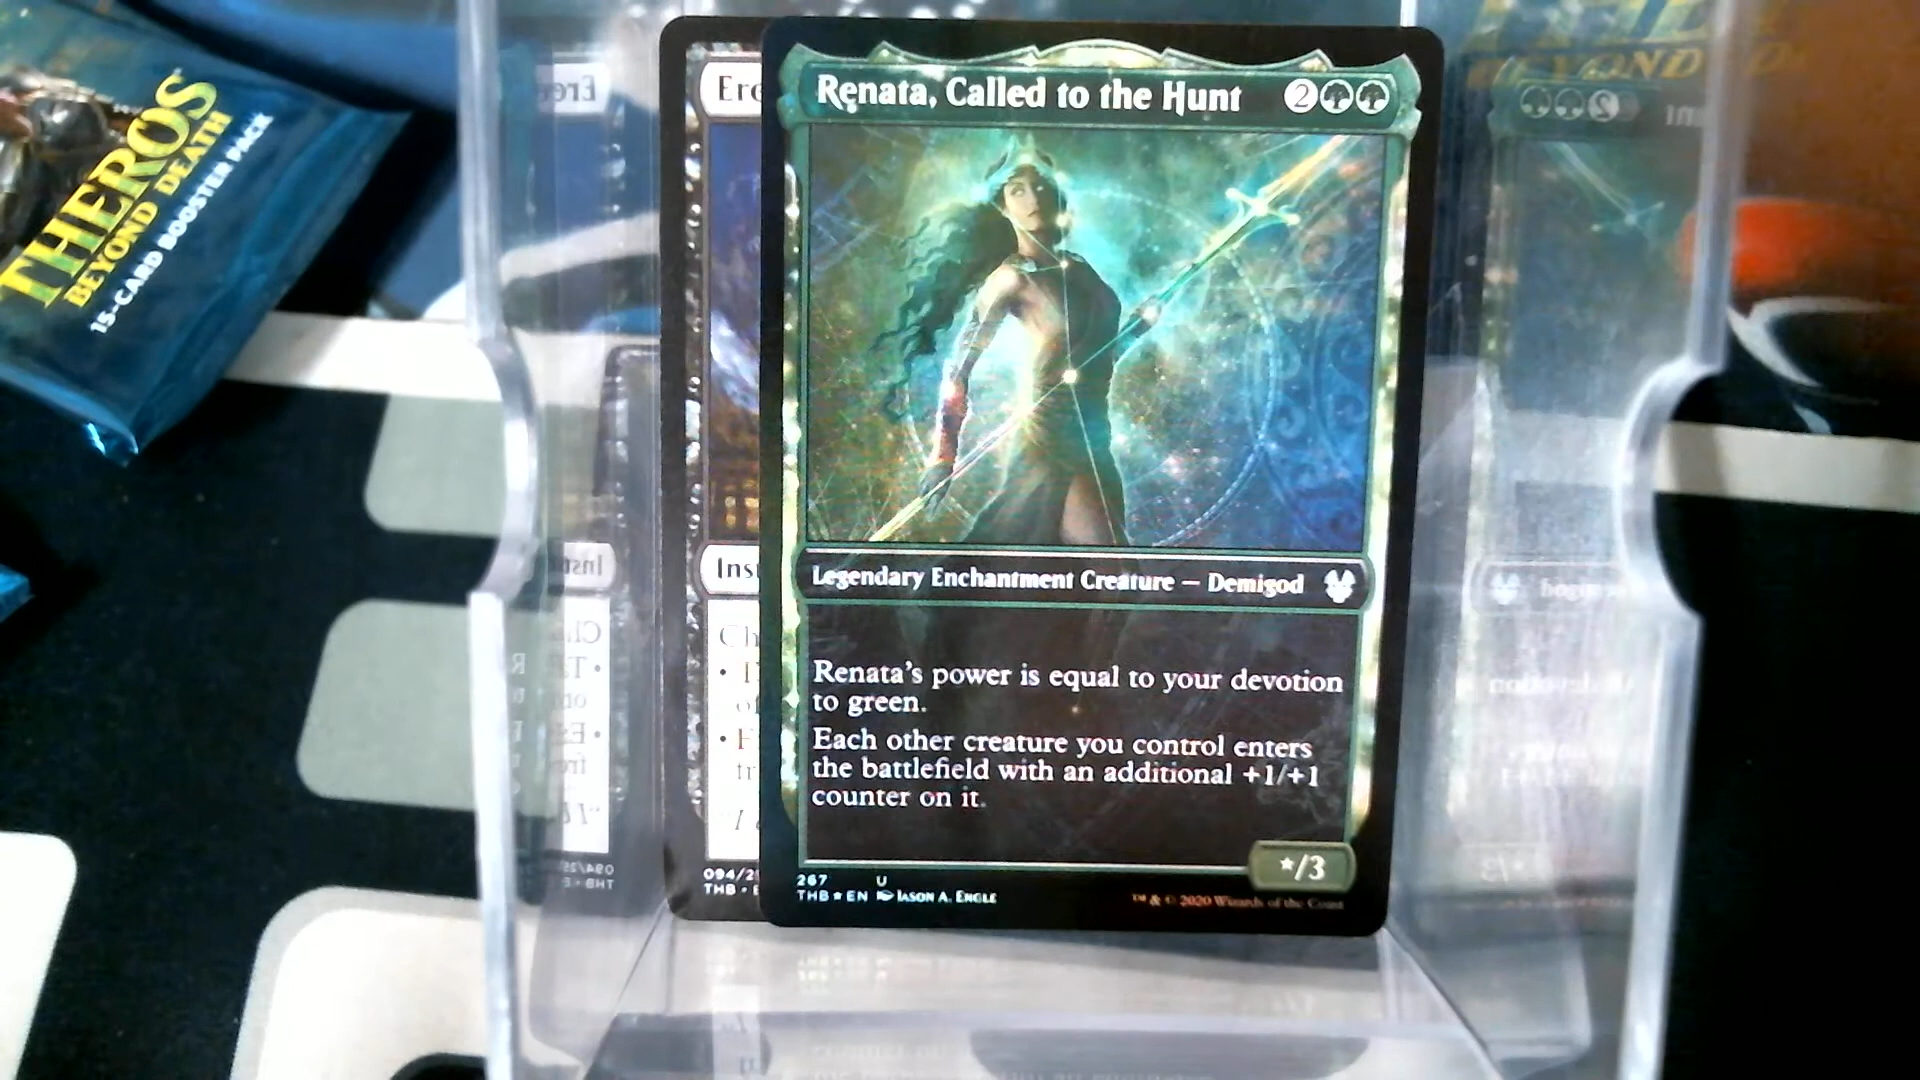 THEROS
BEYOND DEATH
15-CARD BOOSTER PACK
Ere
Ins
Ch
094/2
THB • E
Renata, Called to the Hunt 2
Legendary Enchantment Creature — Demigod
Renata's power is equal to your devotion
to green.
Each other creature you control enters
the battlefield with an additional +1/+1
counter on it.
*/3
267 U
THB ★ EN Jason A. Engle
™ & © 2020 Wizards of the Coast